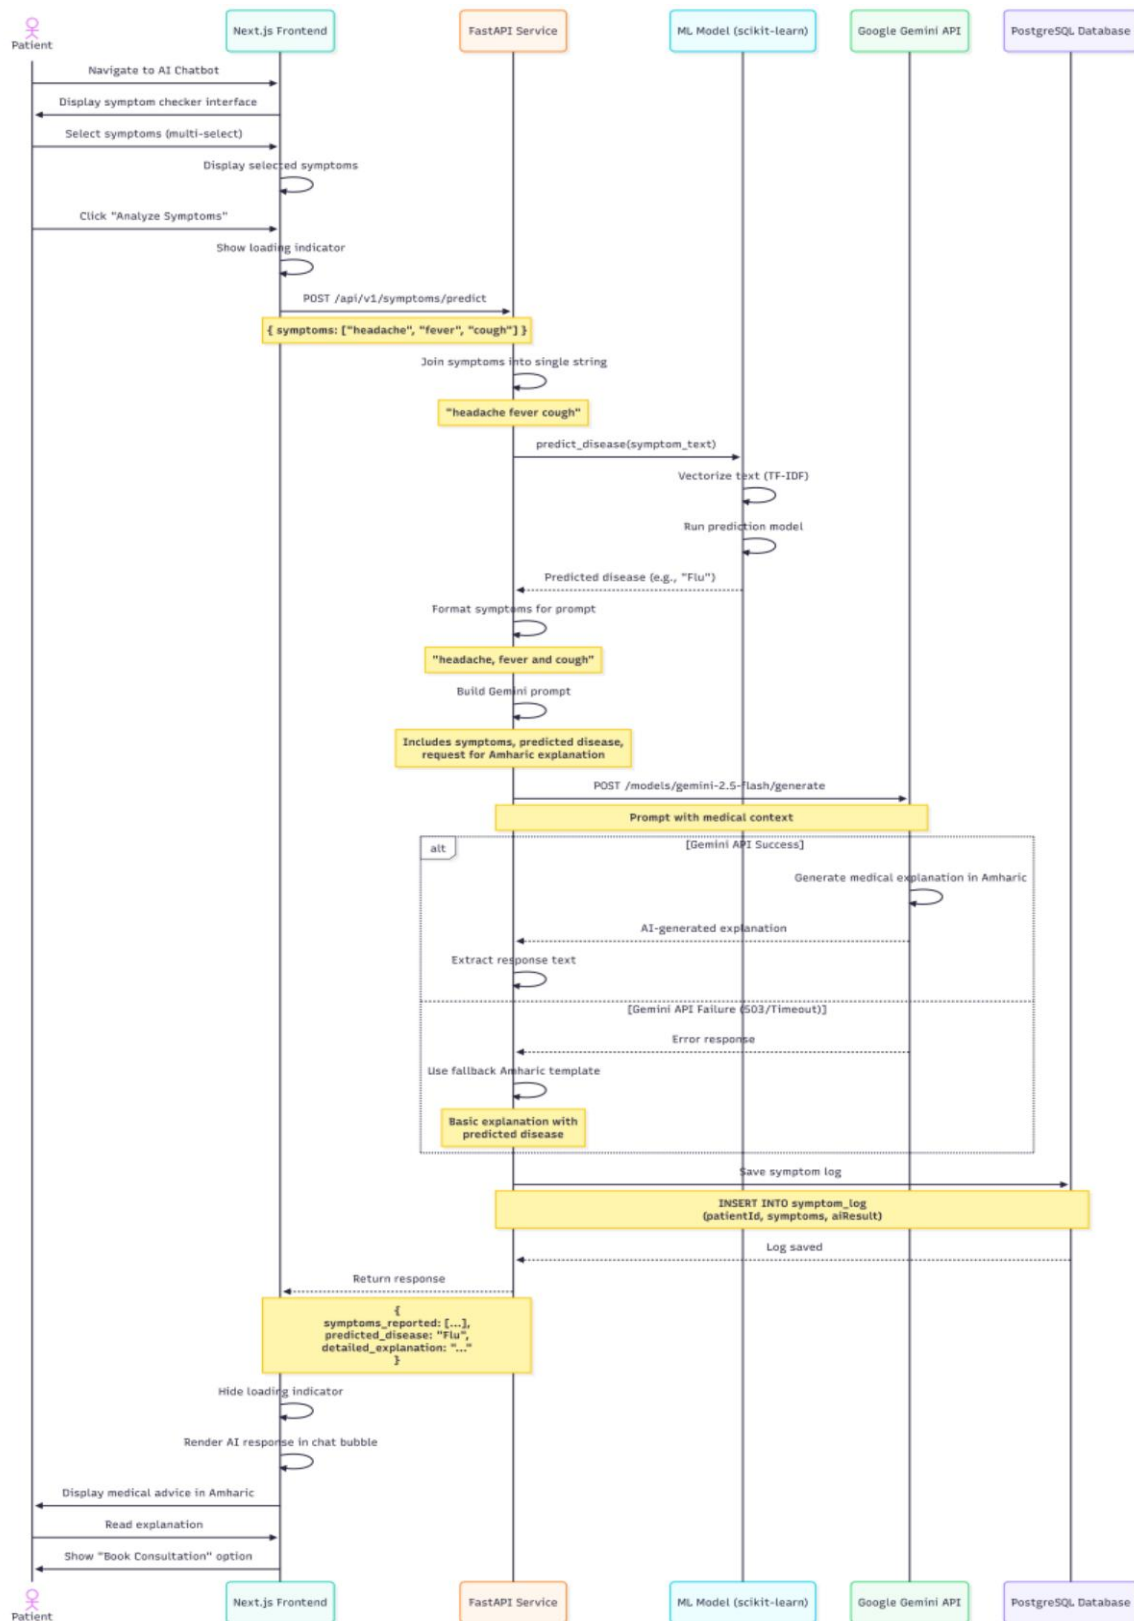 Patient
Next.js Frontend
FastAPI Service
ML Model (scikit-learn)
Google Gemini API
PostgreSQL Database
Navigate to AI Chatbot
Display symptom checker interface
Select symptoms (multi-select)
Display selected symptoms
Click "Analyze Symptoms"
Show loading indicator
POST /api/v1/symptoms/predict
{ symptoms: ["headache", "fever", "cough"] }
Join symptoms into single string
"headache fever cough"
predict_disease(symptom_text)
Vectorize text (TF-IDF)
Run prediction model
Predicted disease (e.g., "Flu")
Format symptoms for prompt
"headache, fever and cough"
Build Gemini prompt
Includes symptoms, predicted disease,
request for Amharic explanation
POST /models/gemini-2.5-flash/generate
Prompt with medical context
alt
[Gemini API Success]
Generate medical explanation in Amharic
AI-generated explanation
Extract response text
[Gemini API Failure (503/Timeout)]
Error response
Use fallback Amharic template
Basic explanation with
predicted disease
Save symptom log
INSERT INTO symptom_log
(patientId, symptoms, aiResult)
Log saved
Return response
{
symptoms_reported: [...],
predicted_disease: "Flu",
detailed_explanation: "..."
}
Hide loading indicator
Render AI response in chat bubble
Display medical advice in Amharic
Read explanation
Show "Book Consultation" option
Patient
Next.js Frontend
FastAPI Service
ML Model (scikit-learn)
Google Gemini API
PostgreSQL Database